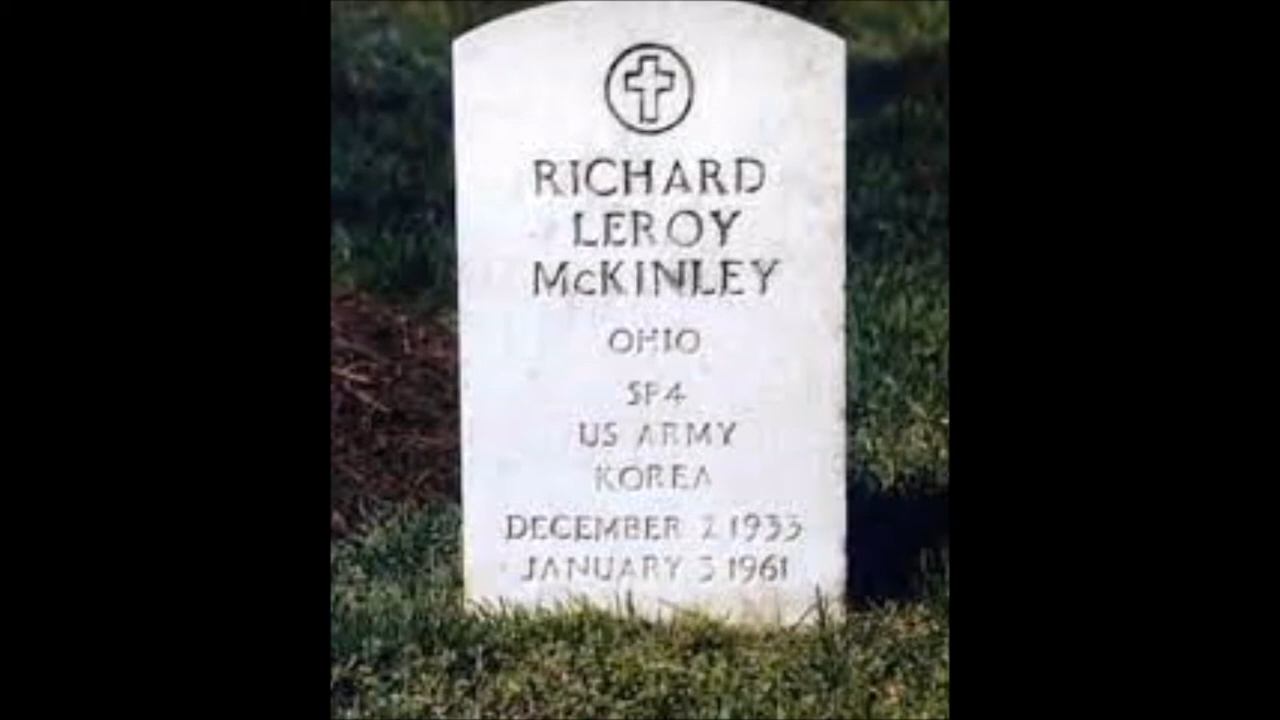 RICHARD
LEROY
McKINLEY
OHIO
SP4
US ARMY
KOREA
DECEMBER 2 1933
JANUARY 3 1961